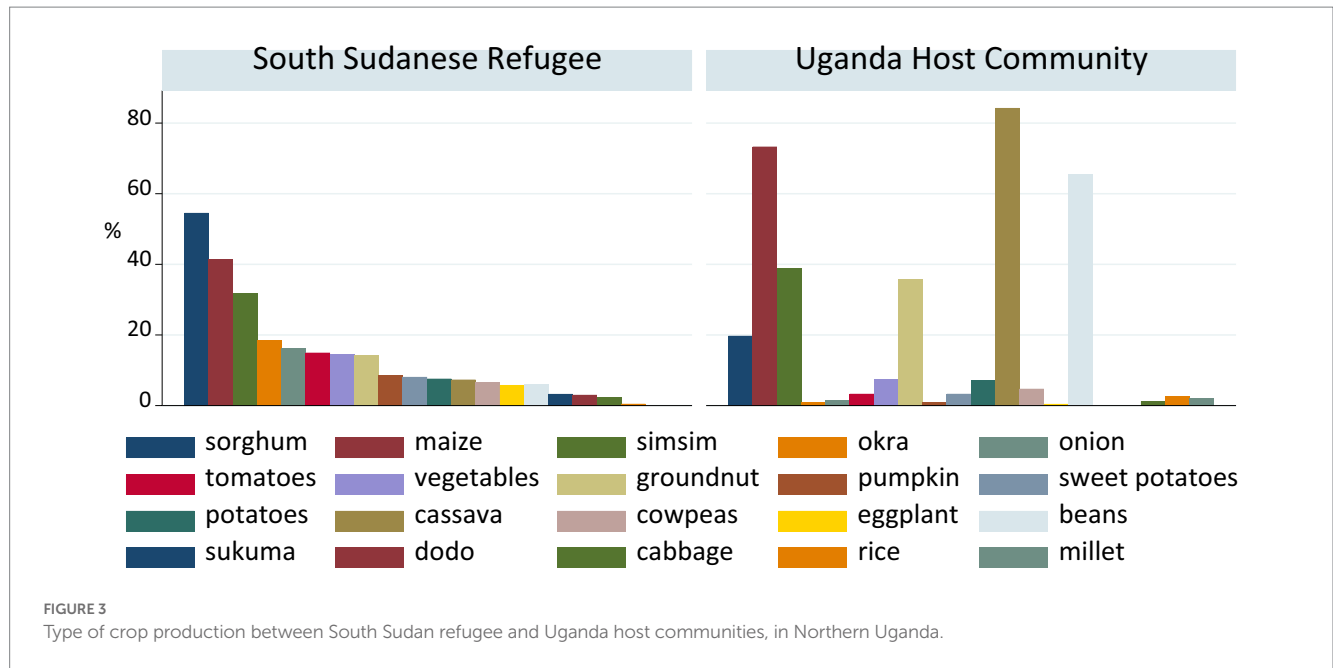 South Sudanese Refugee
Uganda Host Community
80
60
%
40
20
0
sorghum maize simsim okra onion
tomatoes vegetables groundnut pumpkin sweet potatoes
potatoes cassava cowpeas eggplant beans
sukuma dodo cabbage rice millet
FIGURE 3
Type of crop production between South Sudan refugee and Uganda host communities, in Northern Uganda.